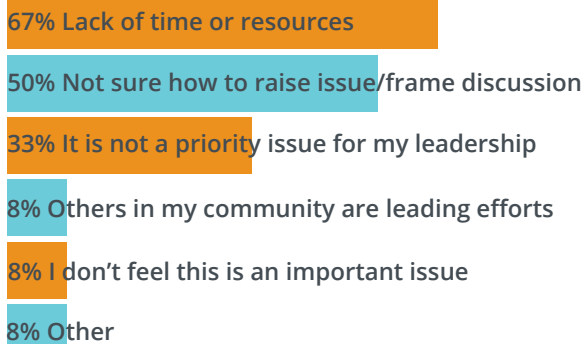 67% Lack of time or resources
50% Not sure how to raise issue/frame discussion
33% It is not a priority issue for my leadership
8% Others in my community are leading efforts
8% I don’t feel this is an important issue
8% Other